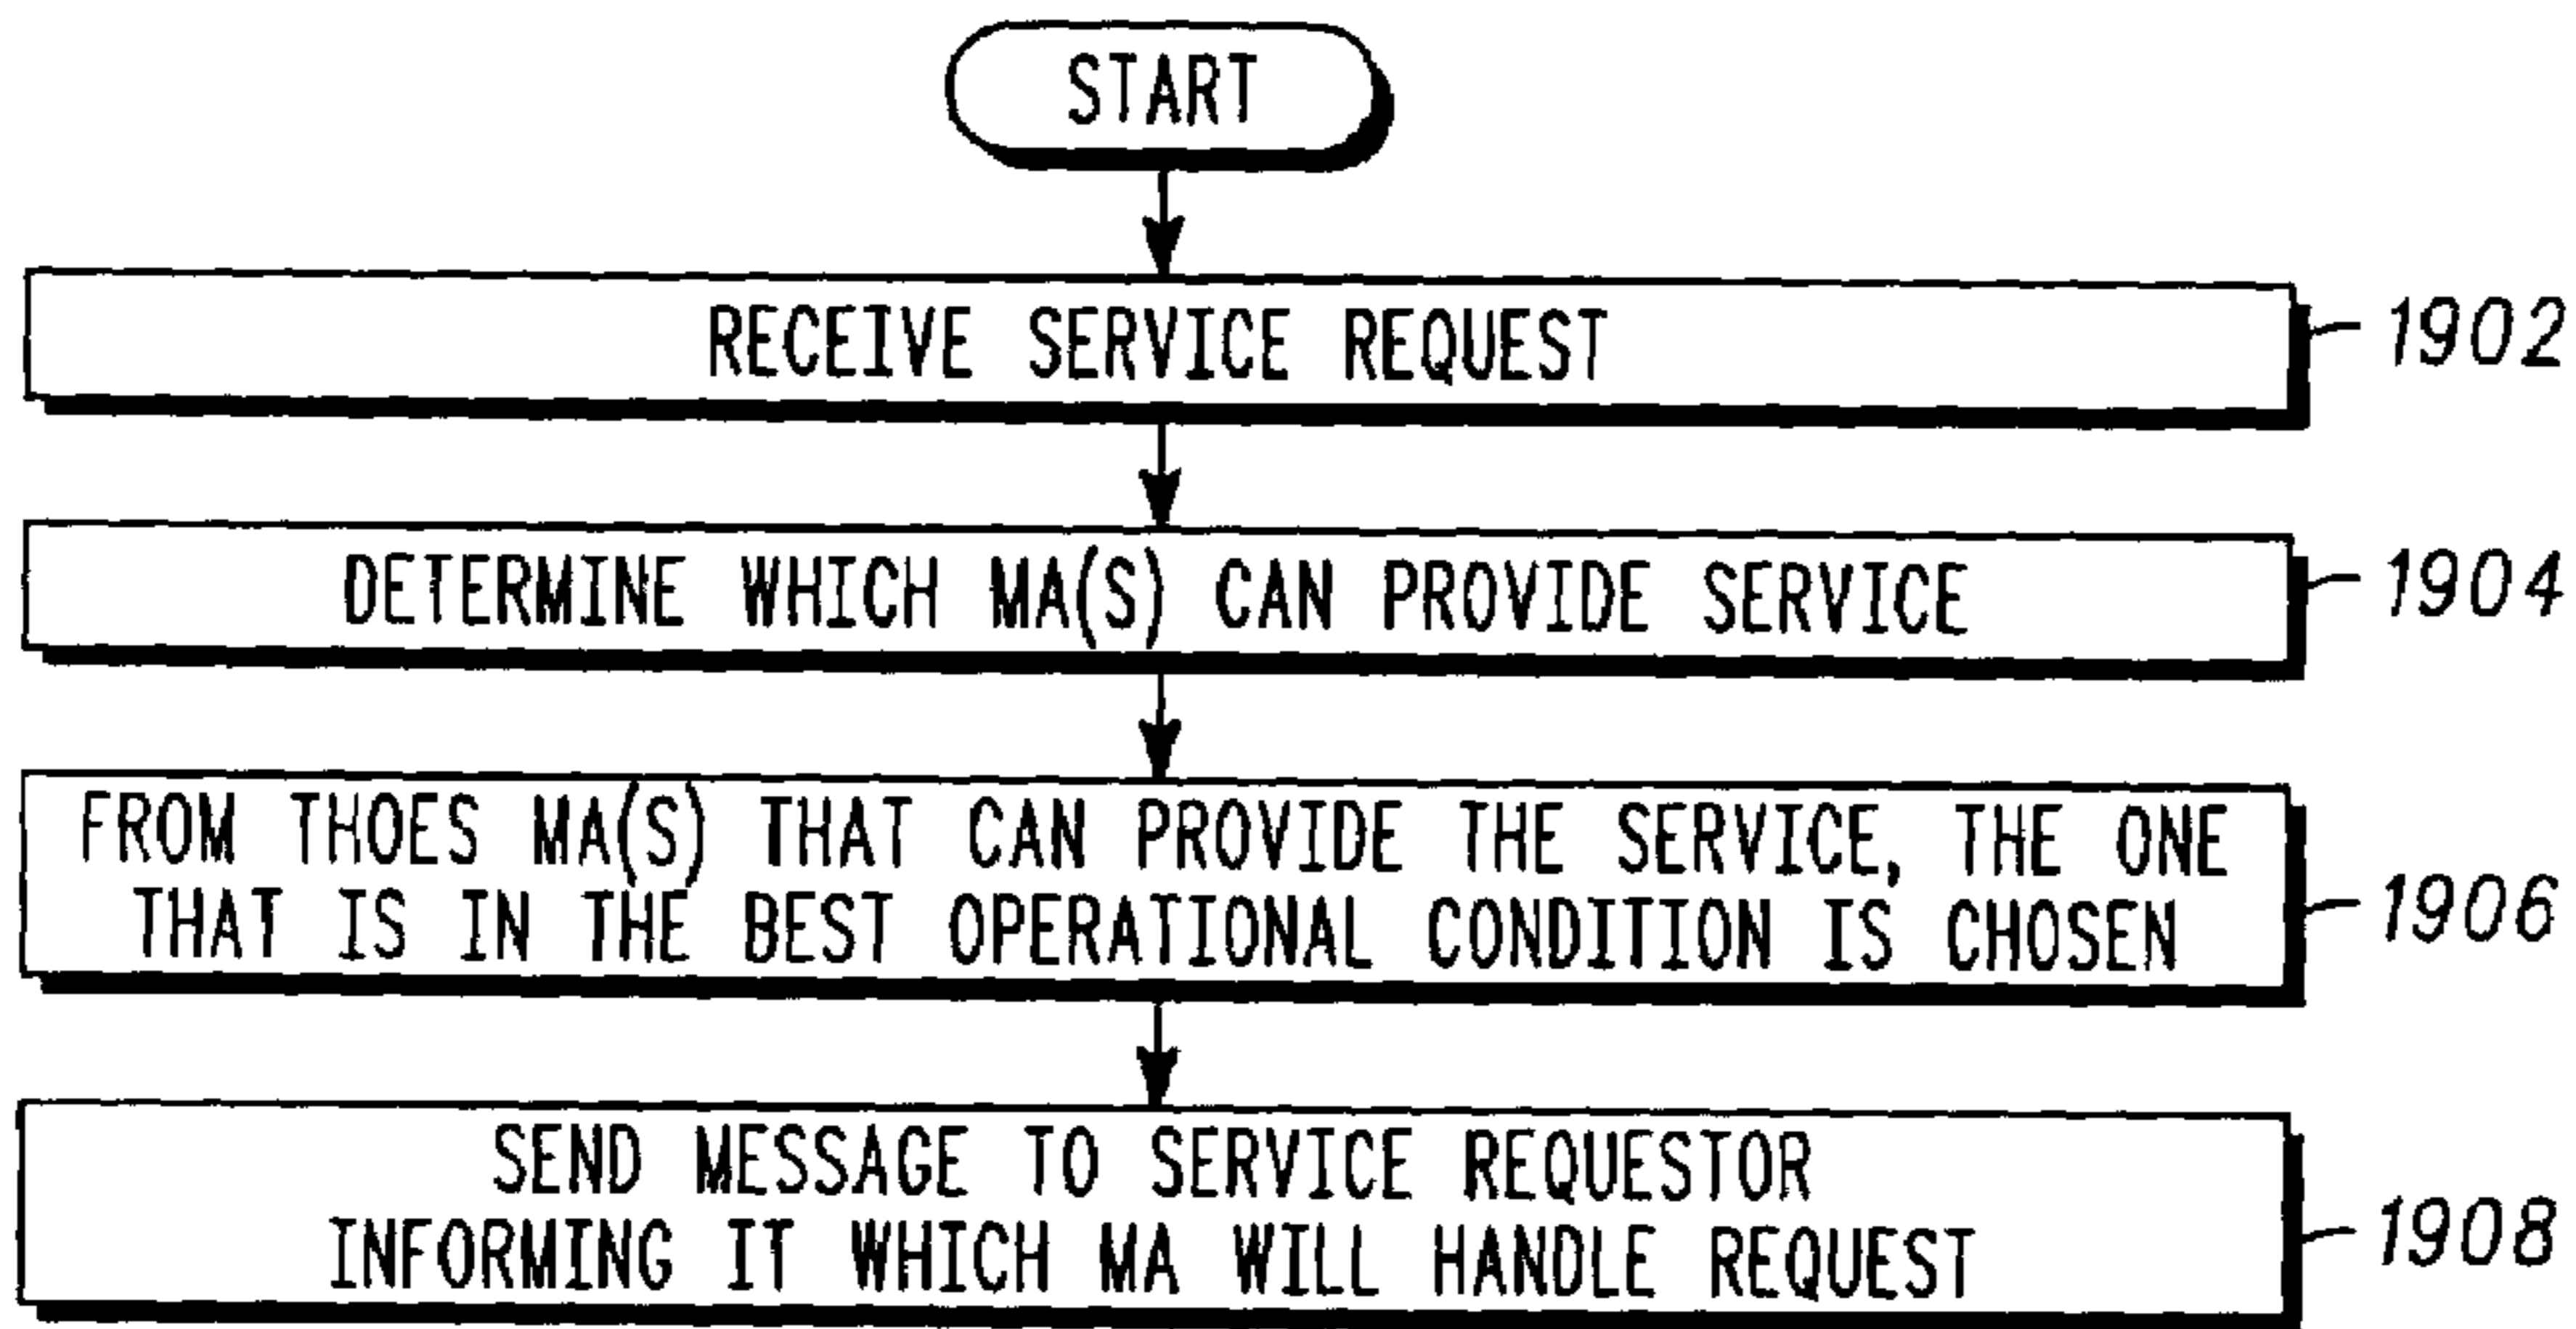 START
RECEIVE SERVICE REQUEST
1902
DETERMINE WHICH MA(S) CAN PROVIDE SERVICE
1904
FROM THOES MA(S) THAT CAN PROVIDE THE SERVICE, THE ONE
THAT IS IN THE BEST OPERATIONAL CONDITION IS CHOSEN
1906
SEND MESSAGE TO SERVICE REQUESTOR
INFORMING IT WHICH MA WILL HANDLE REQUEST
1908